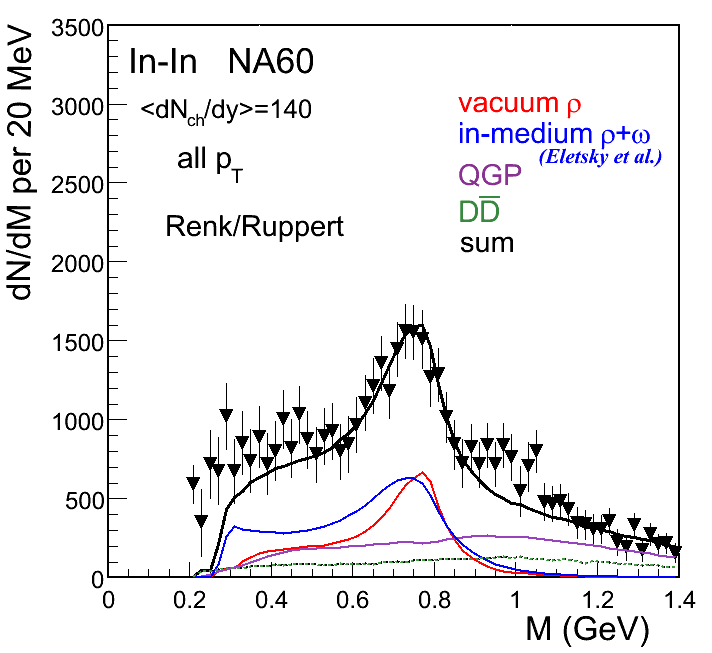 dN/dM per 20 MeV
3500
3000
2500
2000
1500
1000
500
0
In-In NA60
<dN_ch/dy>=140
all p_T
Renk/Ruppert
vacuum ρ
in-medium ρ+ω
(Eletsky et al.)
QGP
DD̅
sum
0 0.2 0.4 0.6 0.8 1 1.2 1.4
M (GeV)